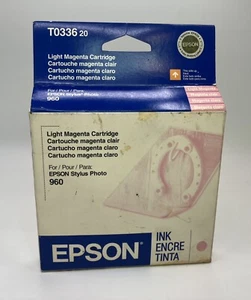 T0336 20
Light Magenta Cartridge
Cartouche magenta clair
Cartucho magenta claro
Cartucho magenta claro
For / Pour / Para:
EPSON Stylus Photo
960
Light Magenta Cartridge
Cartouche magenta clair
Cartucho magenta claro
Cartucho magenta claro
For / Pour / Para:
EPSON Stylus Photo
960
EPSON
INK
ENCRE
TINTA